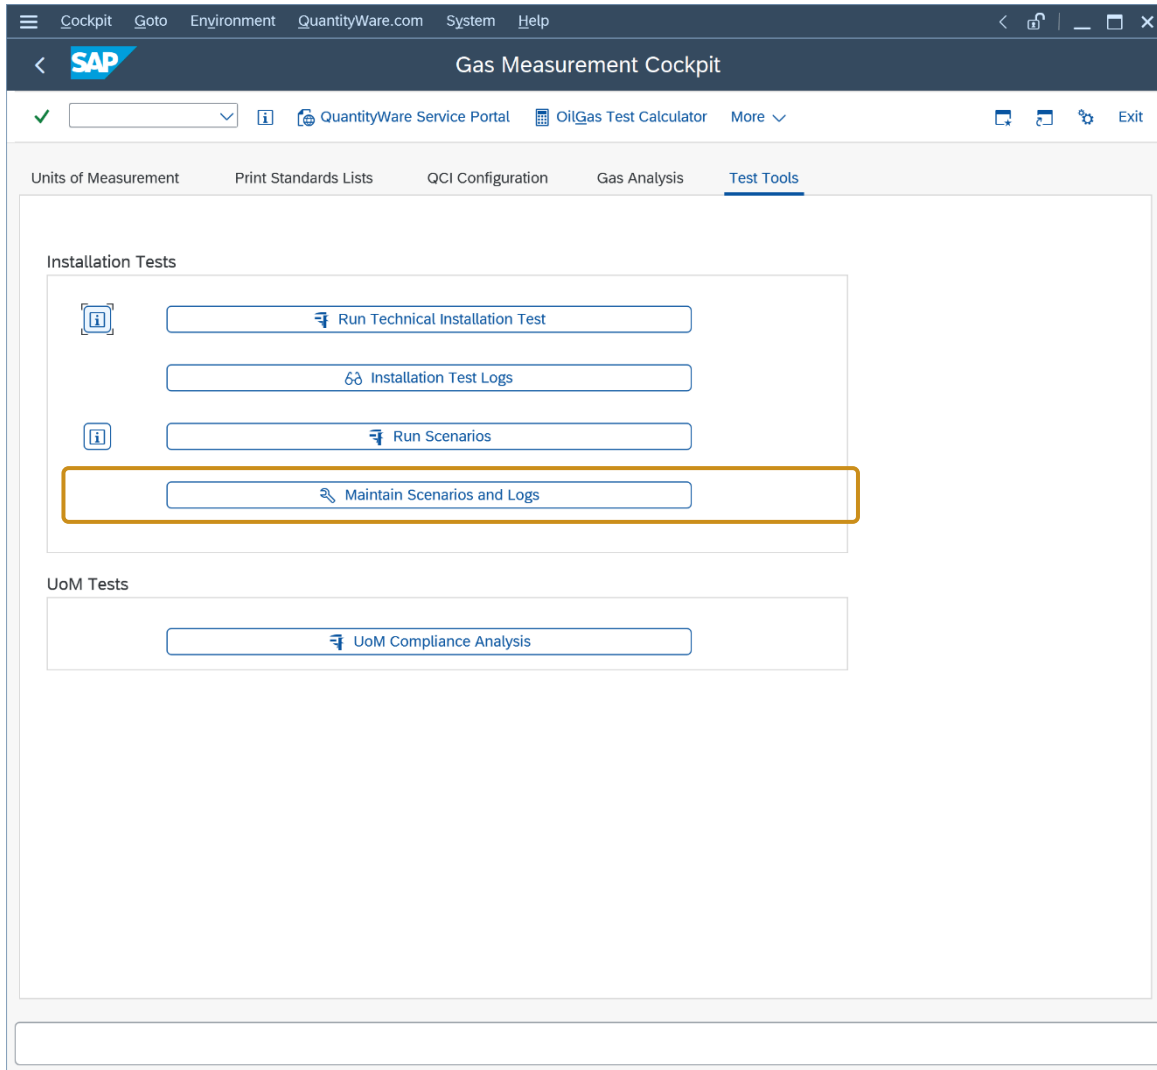 Cockpit Goto Environment QuantityWare.com System Help
SAP Gas Measurement Cockpit
QuantityWare Service Portal OilGas Test Calculator More Exit
Units of Measurement Print Standards Lists QCI Configuration Gas Analysis Test Tools
Installation Tests
Run Technical Installation Test
Installation Test Logs
Run Scenarios
Maintain Scenarios and Logs
UoM Tests
UoM Compliance Analysis